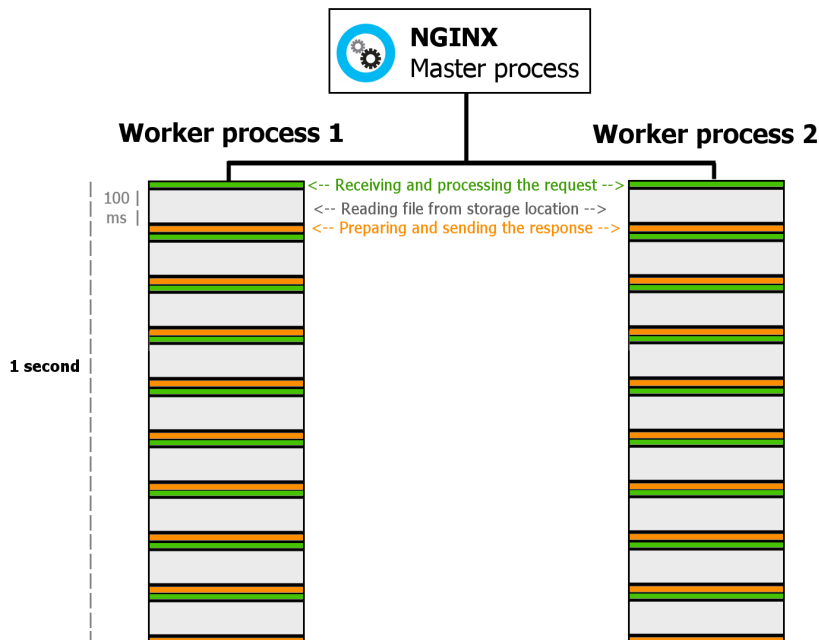 NGINX
Master process
Worker process 1
Worker process 2
<-- Receiving and processing the request -->
100
ms
<-- Reading file from storage location -->
<-- Preparing and sending the response -->
1 second